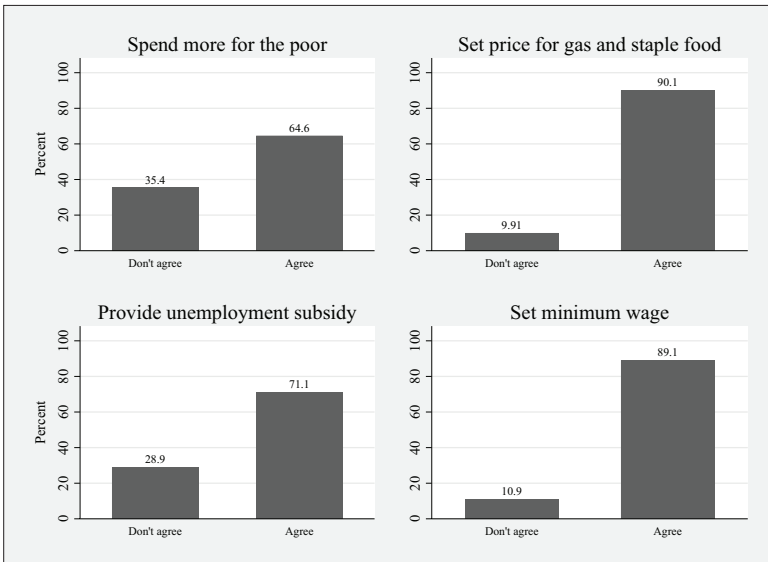 Spend more for the poor
Percent
100
80
60
40
20
0
35.4
64.6
Don't agree
Agree
Set price for gas and staple food
100
80
60
40
20
0
9.91
90.1
Don't agree
Agree
Provide unemployment subsidy
Percent
100
80
60
40
20
0
28.9
71.1
Don't agree
Agree
Set minimum wage
100
80
60
40
20
0
10.9
89.1
Don't agree
Agree